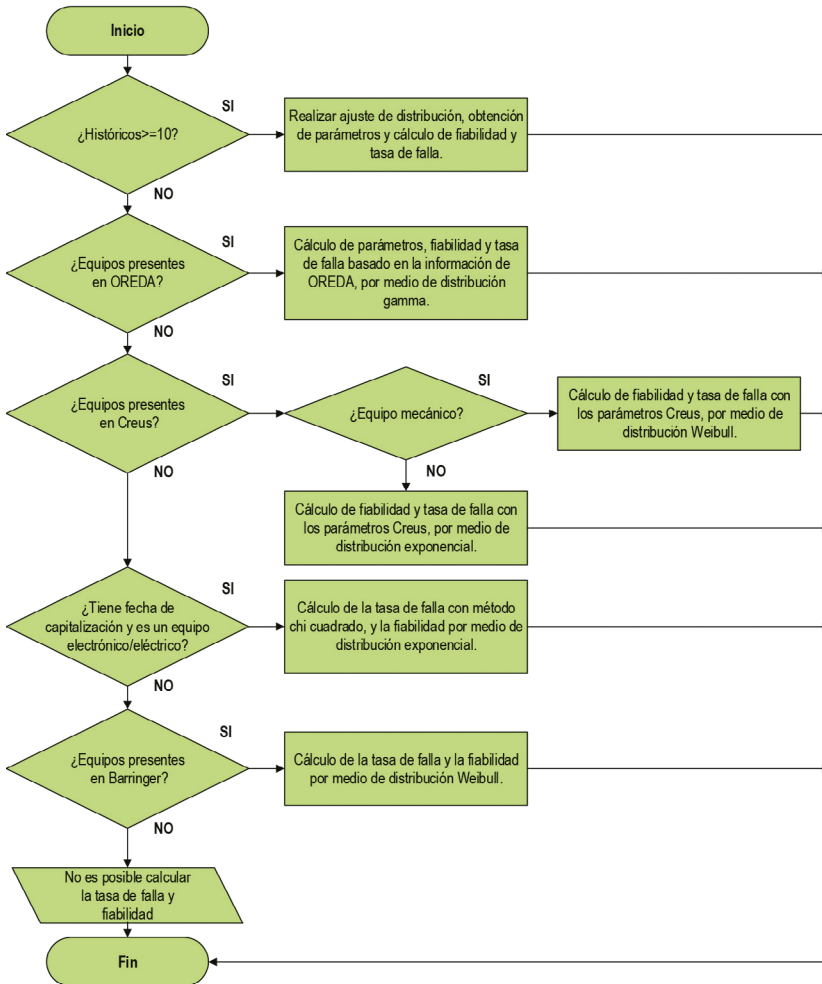 Inicio
¿Históricos>=10?
SI
Realizar ajuste de distribución, obtención
de parámetros y cálculo de fiabilidad y
tasa de falla.
NO
¿Equipos presentes
en OREDA?
SI
Cálculo de parámetros, fiabilidad y tasa
de falla basado en la información de
OREDA, por medio de distribución
gamma.
NO
¿Equipos presentes
en Creus?
SI
¿Equipo mecánico?
SI
Cálculo de fiabilidad y tasa de falla con
los parámetros Creus, por medio de
distribución Weibull.
NO
NO
Cálculo de fiabilidad y tasa de falla con
los parámetros Creus, por medio de
distribución exponencial.
¿Tiene fecha de
capitalización y es un equipo
electrónico/eléctrico?
SI
Cálculo de la tasa de falla con método
chi cuadrado, y la fiabilidad por medio de
distribución exponencial.
NO
¿Equipos presentes
en Barringer?
SI
Cálculo de la tasa de falla y la fiabilidad
por medio de distribución Weibull.
NO
No es posible calcular
la tasa de falla y
fiabilidad
Fin